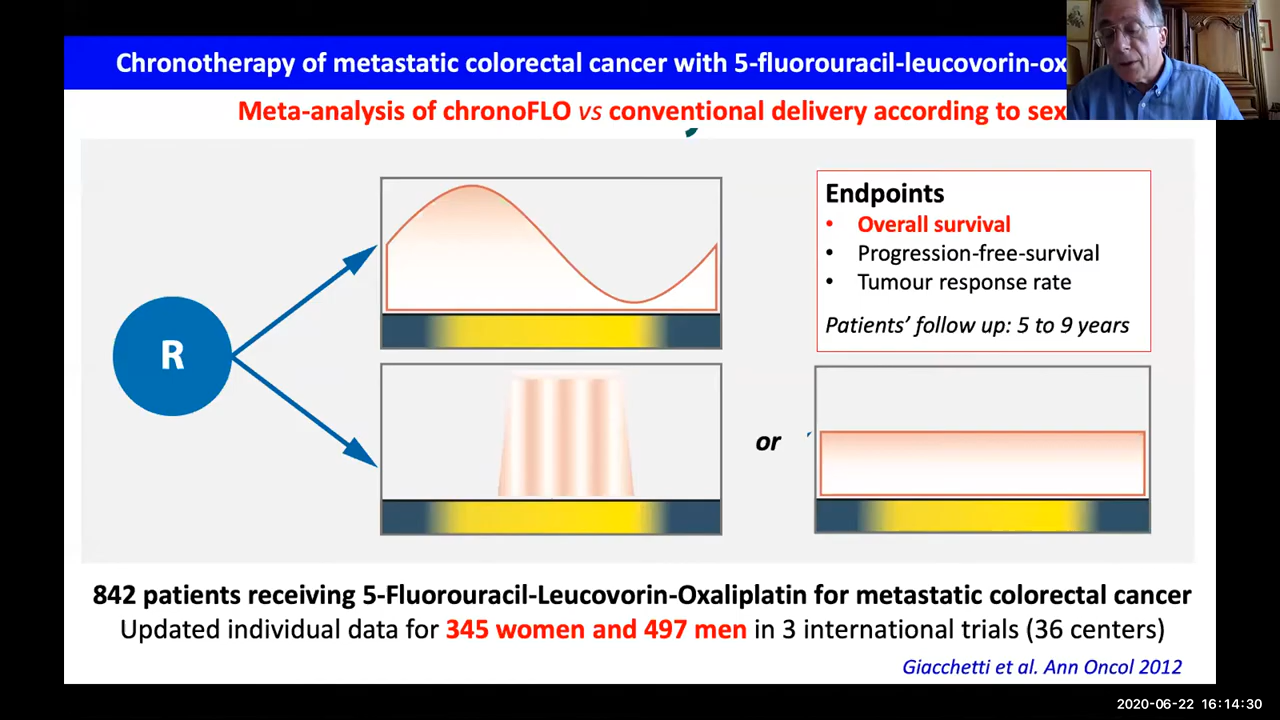 Chronotherapy of metastatic colorectal cancer with 5-fluorouracil-leucovorin-ox
Meta-analysis of chronoFLO vs conventional delivery according to sex
Endpoints
• Overall survival
• Progression-free-survival
• Tumour response rate
Patients' follow up: 5 to 9 years
R
or
842 patients receiving 5-Fluorouracil-Leucovorin-Oxaliplatin for metastatic colorectal cancer
Updated individual data for 345 women and 497 men in 3 international trials (36 centers)
Giacchetti et al. Ann Oncol 2012
2020-06-22 16:14:30